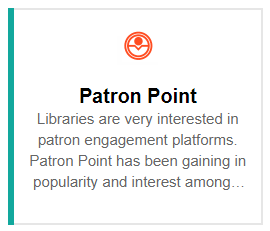 Patron Point
Libraries are very interested in
patron engagement platforms.
Patron Point has been gaining in
popularity and interest among…